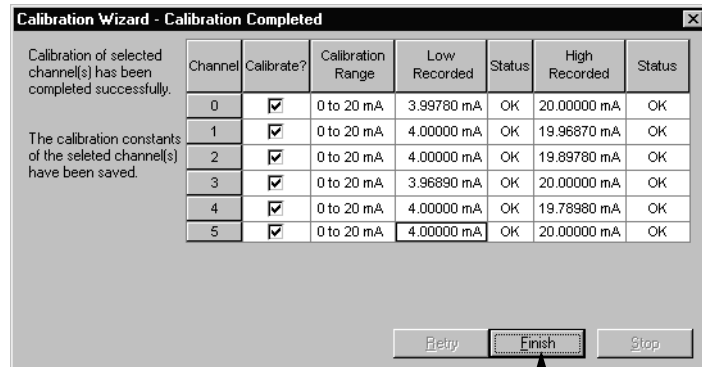 Calibration Wizard - Calibration Completed
Calibration of selected
channel(s) has been
completed successfully.
The calibration constants
of the seleted channel(s)
have been saved.
Channel Calibrate? Calibration Range Low Recorded Status High Recorded Status
0 0 to 20 mA 3.99780 mA OK 20.00000 mA OK
1 0 to 20 mA 4.00000 mA OK 19.96870 mA OK
2 0 to 20 mA 4.00000 mA OK 19.89780 mA OK
3 0 to 20 mA 3.96890 mA OK 20.00000 mA OK
4 0 to 20 mA 4.00000 mA OK 19.78980 mA OK
5 0 to 20 mA 4.00000 mA OK 20.00000 mA OK
Retry Finish Stop